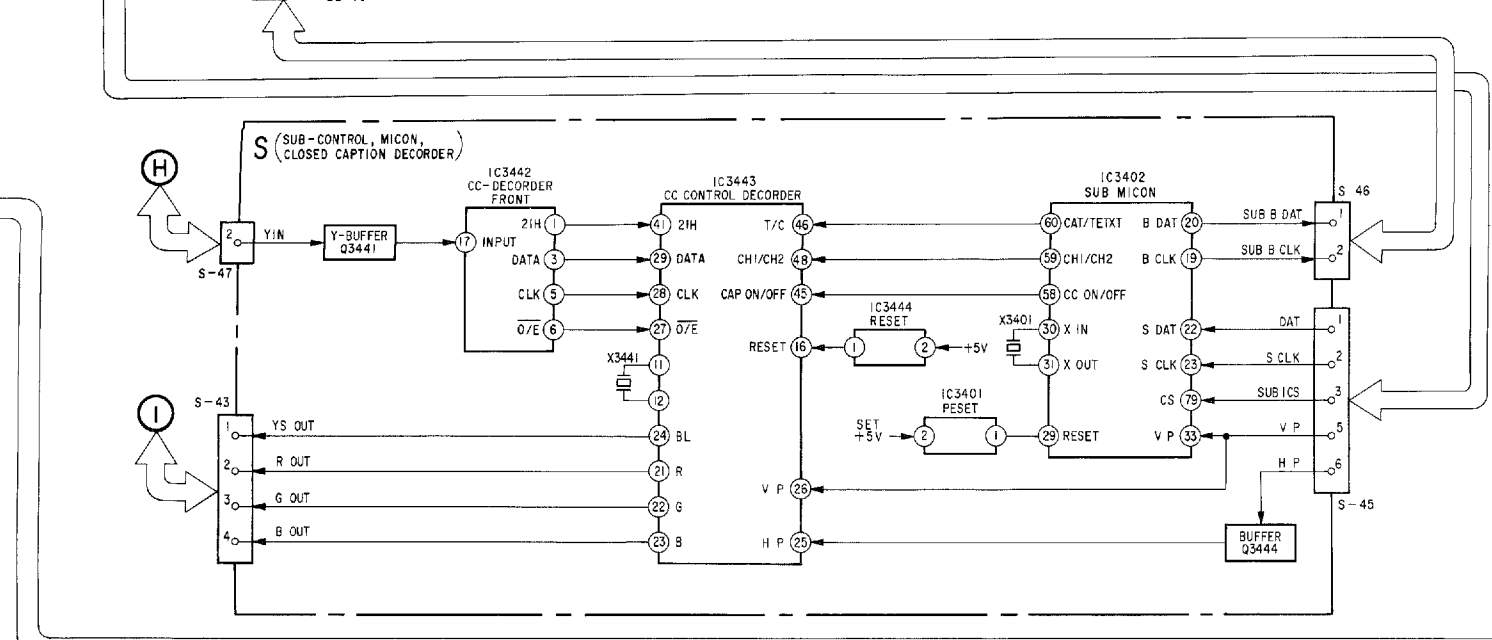 S (SUB-CONTROL, MICON,
CLOSED CAPTION DECORDER)
H
2 YIN
S-47
Y-BUFFER
Q3441
IC3442
CC-DECORDER
FRONT
17 INPUT
21H 1
DATA 3
CLK 5
O/E 6
IC3443
CC CONTROL DECORDER
41 21H
29 DATA
28 CLK
27 O/E
X3441
11
12
24 BL
21 R
22 G
23 B
T/C 46
CH1/CH2 48
CAP ON/OFF 45
RESET 16
V P 26
H P 25
IC3444
RESET
1 2 +5V
IC3401
PESET
SET
+5V 2 1
X3401
IC3402
SUB MICON
60 CAT/TETXT
59 CH1/CH2
58 CC ON/OFF
30 X IN
31 X OUT
29 RESET
B DAT 20
B CLK 19
S DAT 22
S CLK 23
CS 79
V P 33
S-46
SUB B DAT 1
SUB B CLK 2
DAT 1
S CLK 2
SUB ICS 3
V P 5
H P 6
S-45
BUFFER
Q3444
I
S-43
1 YS OUT
2 R OUT
3 G OUT
4 B OUT